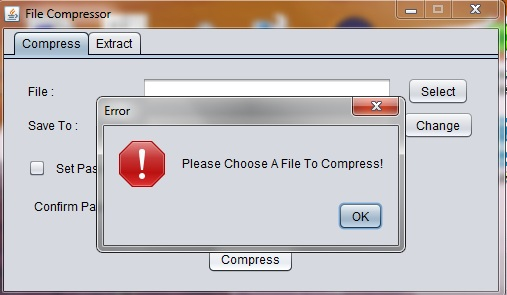 File Compressor
Compress Extract
File :
Select
Error
Save To :
Change
Please Choose A File To Compress!
Set Pas
Confirm Pa
OK
Compress